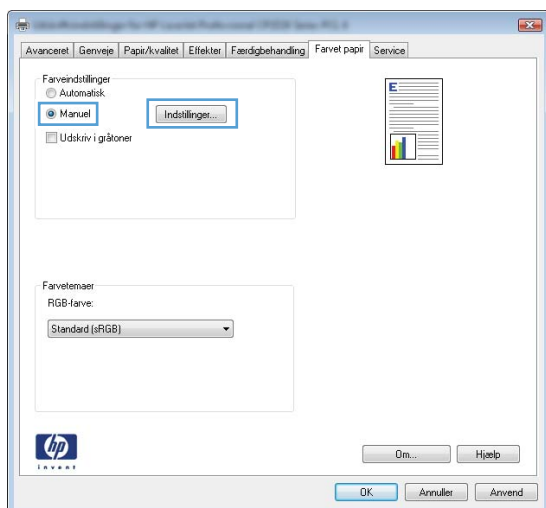 Avanceret Genveje Papir/kvalitet Effekter Færdigbehandling Farvet papir Service
Farveindstillinger
Automatisk
Manuel Indstillinger...
Udskriv i gråtoner
E
Farvetemaer
RGB-farve:
Standard (sRGB)
hp
invent
Om... Hjælp
OK Annuller Anvend